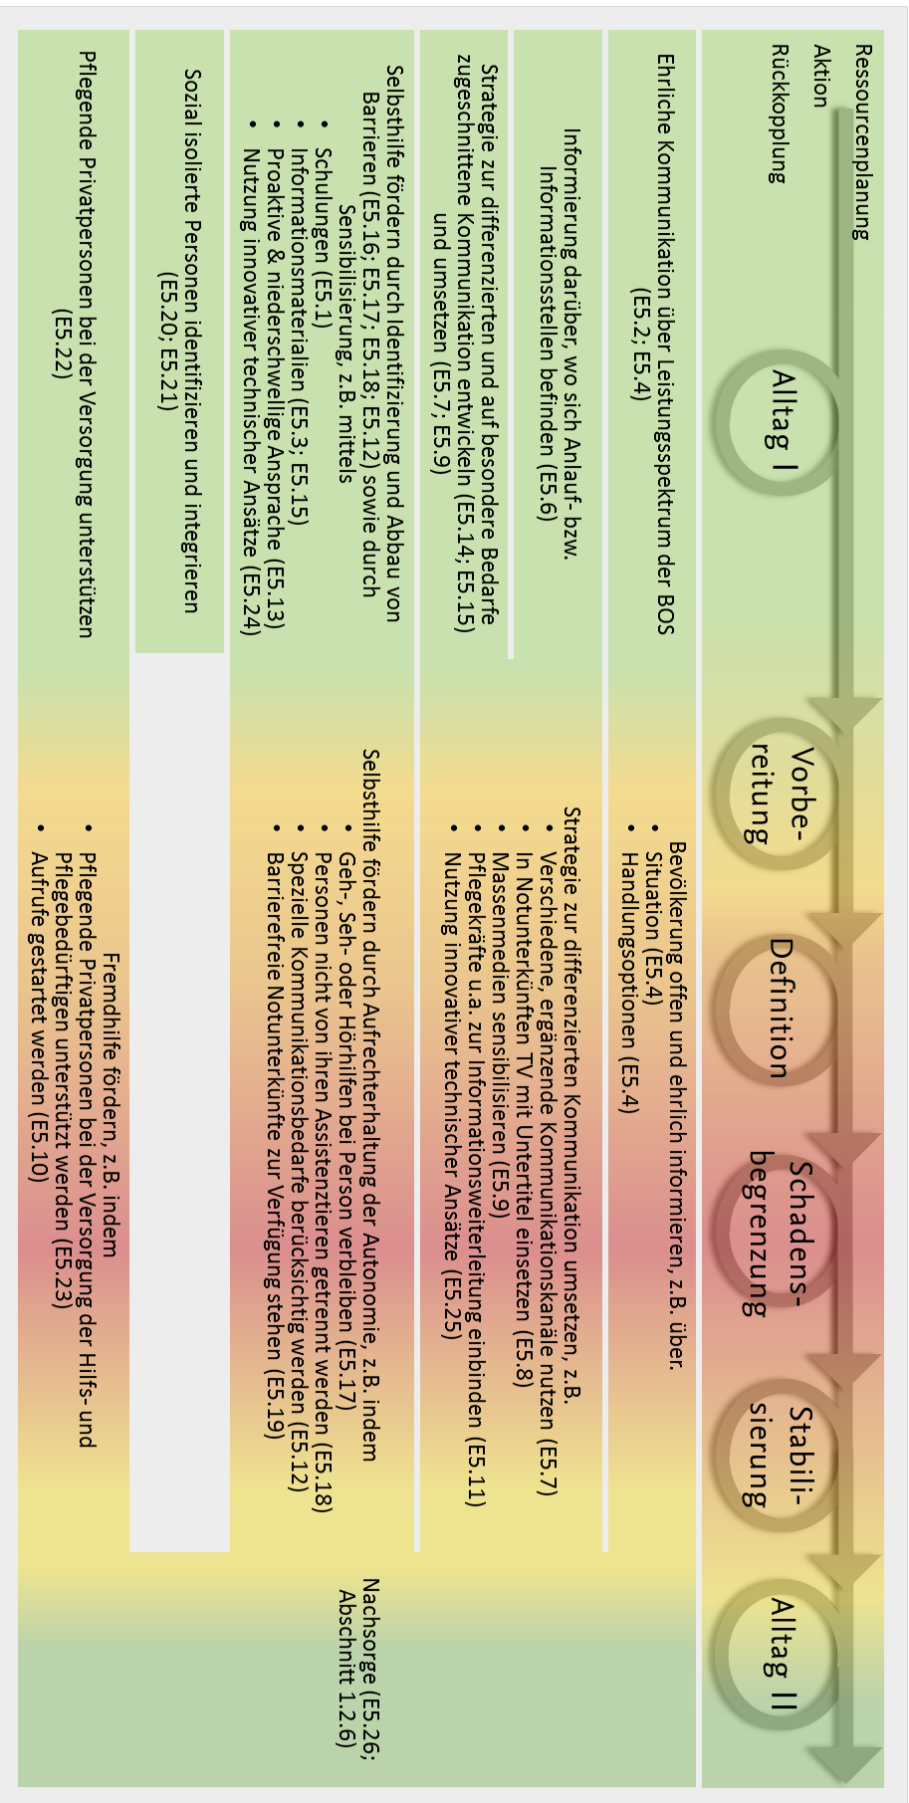 Ressourcenplanung
Aktion
Rückkopplung
Alltag I
Vorbe-
reitung
Definition
Schadens-
begrenzung
Stabili-
sierung
Alltag II
Ehrliche Kommunikation über Leistungsspektrum der BOS
(E5.2; E5.4)
Bevölkerung offen und ehrlich informieren, z.B. über.
• Situation (E5.4)
• Handlungsoptionen (E5.4)
Informierung darüber, wo sich Anlauf- bzw.
Informationsstellen befinden (E5.6)
Strategie zur differenzierten und auf besondere Bedarfe
zugeschnittene Kommunikation entwickeln (E5.14; E5.15)
und umsetzen (E5.7; E5.9)
Strategie zur differenzierten Kommunikation umsetzen, z.B.
• Verschiedene, ergänzende Kommunikationskanäle nutzen (E5.7)
• In Notunterkünften TV mit Untertitel einsetzen (E5.8)
• Massenmedien sensibilisieren (E5.9)
• Pflegekräfte u.a. zur Informationsweiterleitung einbinden (E5.11)
• Nutzung innovativer technischer Ansätze (E5.25)
Selbsthilfe fördern durch Identifizierung und Abbau von
Barrieren (E5.16; E5.17; E5.18; E5.12) sowie durch
Sensibilisierung, z.B. mittels
• Schulungen (E5.1)
• Informationsmaterialien (E5.3; E5.15)
• Proaktive & niederschwellige Ansprache (E5.13)
• Nutzung innovativer technischer Ansätze (E5.24)
Selbsthilfe fördern durch Aufrechterhaltung der Autonomie, z.B. indem
• Geh-, Seh- oder Hörhilfen bei Person verbleiben (E5.17)
• Personen nicht von ihren Assistenztieren getrennt werden (E5.18)
• Spezielle Kommunikationsbedarfe berücksichtig werden (E5.12)
• Barrierefreie Notunterkünfte zur Verfügung stehen (E5.19)
Nachsorge (E5.26;
Abschnitt 1.2.6)
Sozial isolierte Personen identifizieren und integrieren
(E5.20; E5.21)
Pflegende Privatpersonen bei der Versorgung unterstützen
(E5.22)
Fremdhilfe fördern, z.B. indem
• Pflegende Privatpersonen bei der Versorgung der Hilfs- und
Pflegebedürftigen unterstützt werden (E5.23)
• Aufrufe gestartet werden (E5.10)